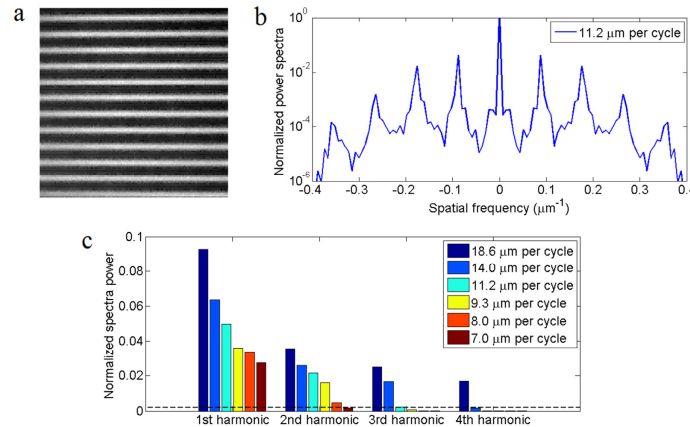 a
b
10^0
10^-2
10^-4
10^-6
Normalized power spectra
11.2 μm per cycle
-0.4 -0.3 -0.2 -0.1 0 0.1 0.2 0.3 0.4
Spatial frequency (μm^-1)
c
0.1
0.08
0.06
0.04
0.02
0
Normalized spectra power
18.6 μm per cycle
14.0 μm per cycle
11.2 μm per cycle
9.3 μm per cycle
8.0 μm per cycle
7.0 μm per cycle
1st harmonic 2nd harmonic 3rd harmonic 4th harmonic